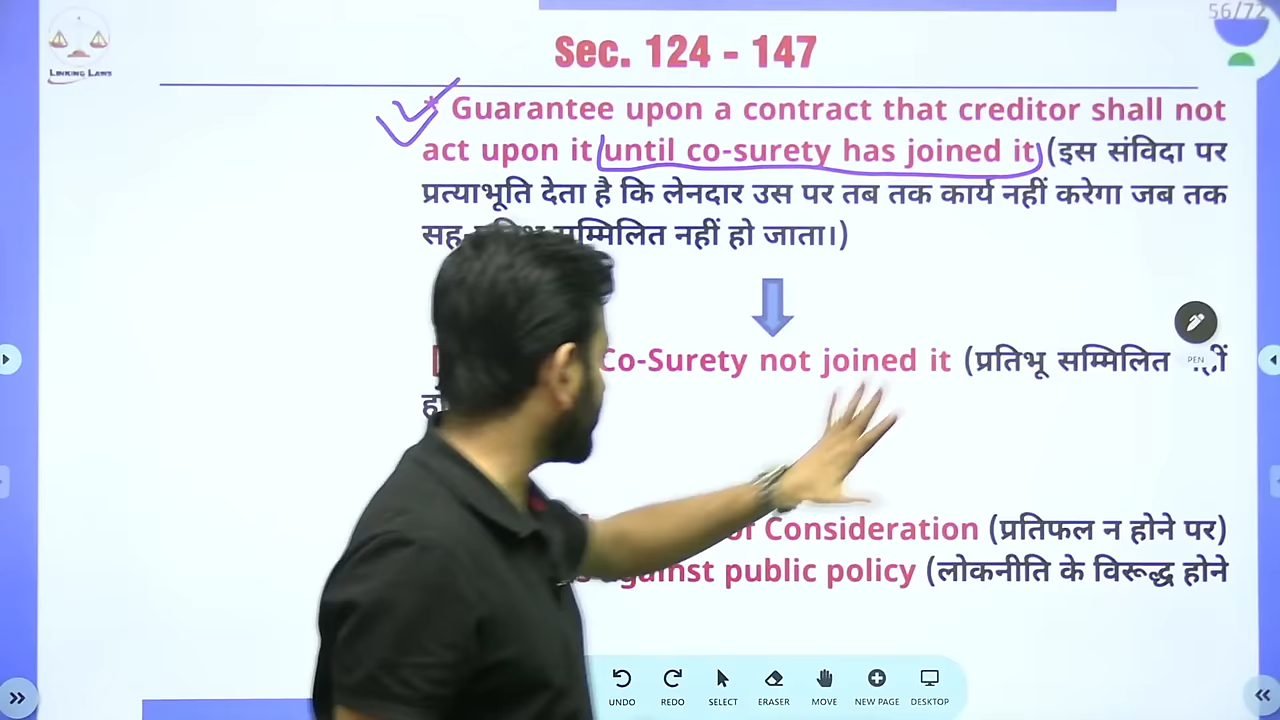 56/72
LINKING LAWS
Sec. 124 - 147
* Guarantee upon a contract that creditor shall not
act upon it until co-surety has joined it (इस संविदा पर
प्रत्याभूति देता है कि लेनदार उस पर तब तक कार्य नहीं करेगा जब तक
सह सम्मिलित नहीं हो जाता।)
Co-Surety not joined it (प्रतिभू सम्मिलित
PEN
of Consideration (प्रतिफल न होने पर)
against public policy (लोकनीति के विरूद्ध होने
UNDO REDO SELECT ERASER MOVE NEW PAGE DESKTOP